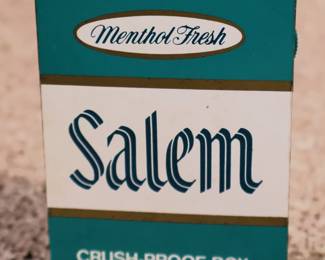 Menthol Fresh
Salem
CRUSH-PROOF BOX